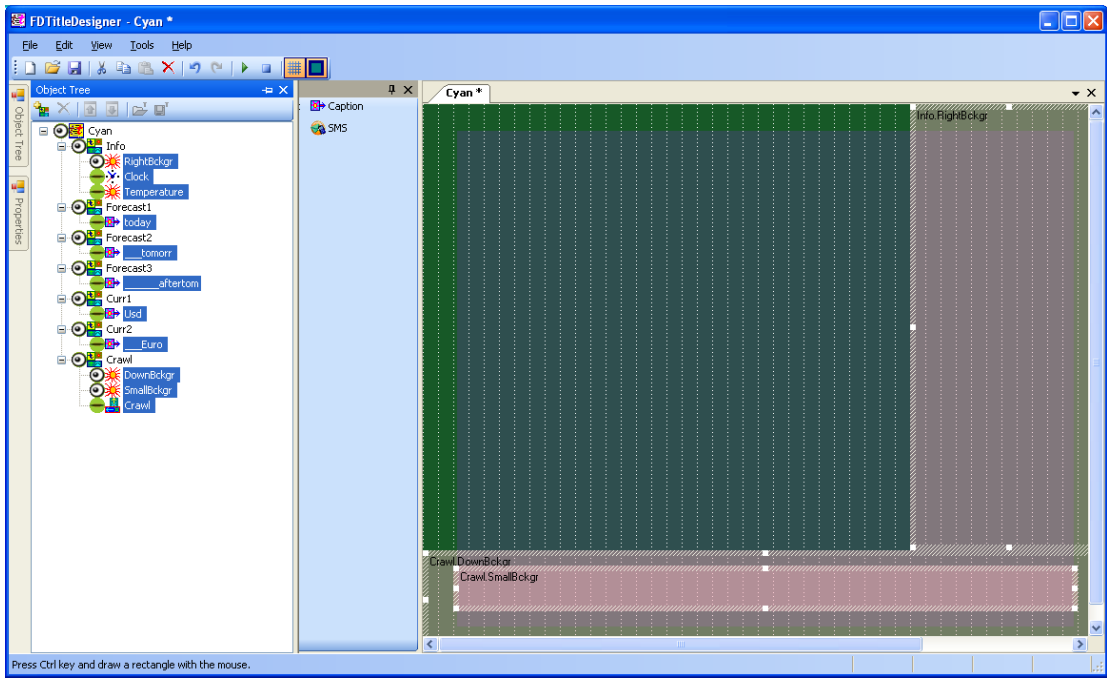 FDTitleDesigner - Cyan *
File Edit View Tools Help
Object Tree
Cyan *
Object Tree
Properties
Cyan
Info
RightBckgr
Clock
Temperature
Forecast1
today
Forecast2
___tomorr
Forecast3
______aftertom
Curr1
Usd
Curr2
___Euro
Crawl
DownBckgr
SmallBckgr
Crawl
Caption
SMS
Info.RightBckgr
Crawl.DownBckgr
Crawl.SmallBckgr
Press Ctrl key and draw a rectangle with the mouse.